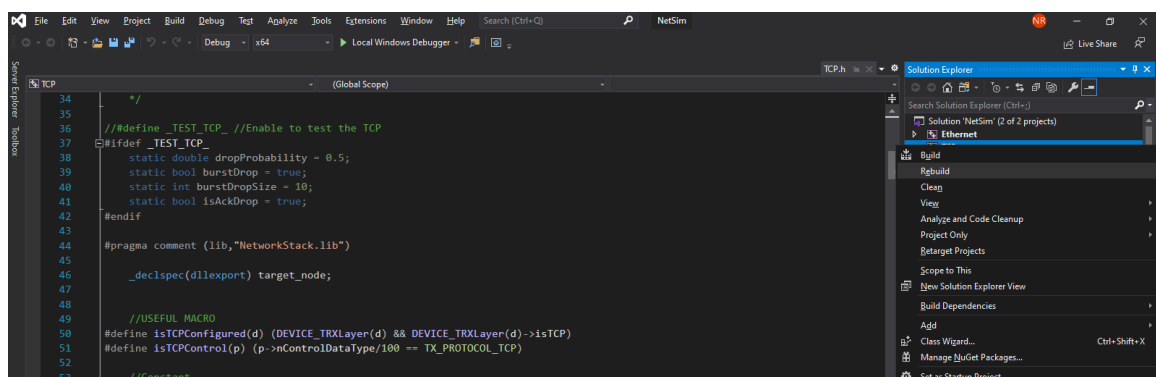 File Edit View Project Build Debug Test Analyze Tools Extensions Window Help Search (Ctrl+Q) NetSim NR
Debug x64 Local Windows Debugger Live Share
Server Explorer
Toolbox
TCP.h
TCP (Global Scope)
34 */
35
36 //#define _TEST_TCP_ //Enable to test the TCP
37 #ifdef _TEST_TCP_
38 static double dropProbability = 0.5;
39 static bool burstDrop = true;
40 static int burstDropSize = 10;
41 static bool isAckDrop = true;
42 #endif
43
44 #pragma comment (lib,"NetworkStack.lib")
45
46 _declspec(dllexport) target_node;
47
48
49 //USEFUL MACRO
50 #define isTCPConfigured(d) (DEVICE_TRXLayer(d) && DEVICE_TRXLayer(d)->isTCP)
51 #define isTCPControl(p) (p->nControlDataType/100 == TX_PROTOCOL_TCP)
52
53 //Constant
Solution Explorer
Search Solution Explorer (Ctrl+;)
Solution 'NetSim' (2 of 2 projects)
Ethernet
Build
Rebuild
Clean
View
Analyze and Code Cleanup
Project Only
Retarget Projects
Scope to This
New Solution Explorer View
Build Dependencies
Add
Class Wizard... Ctrl+Shift+X
Manage NuGet Packages...
Set as Startup Project